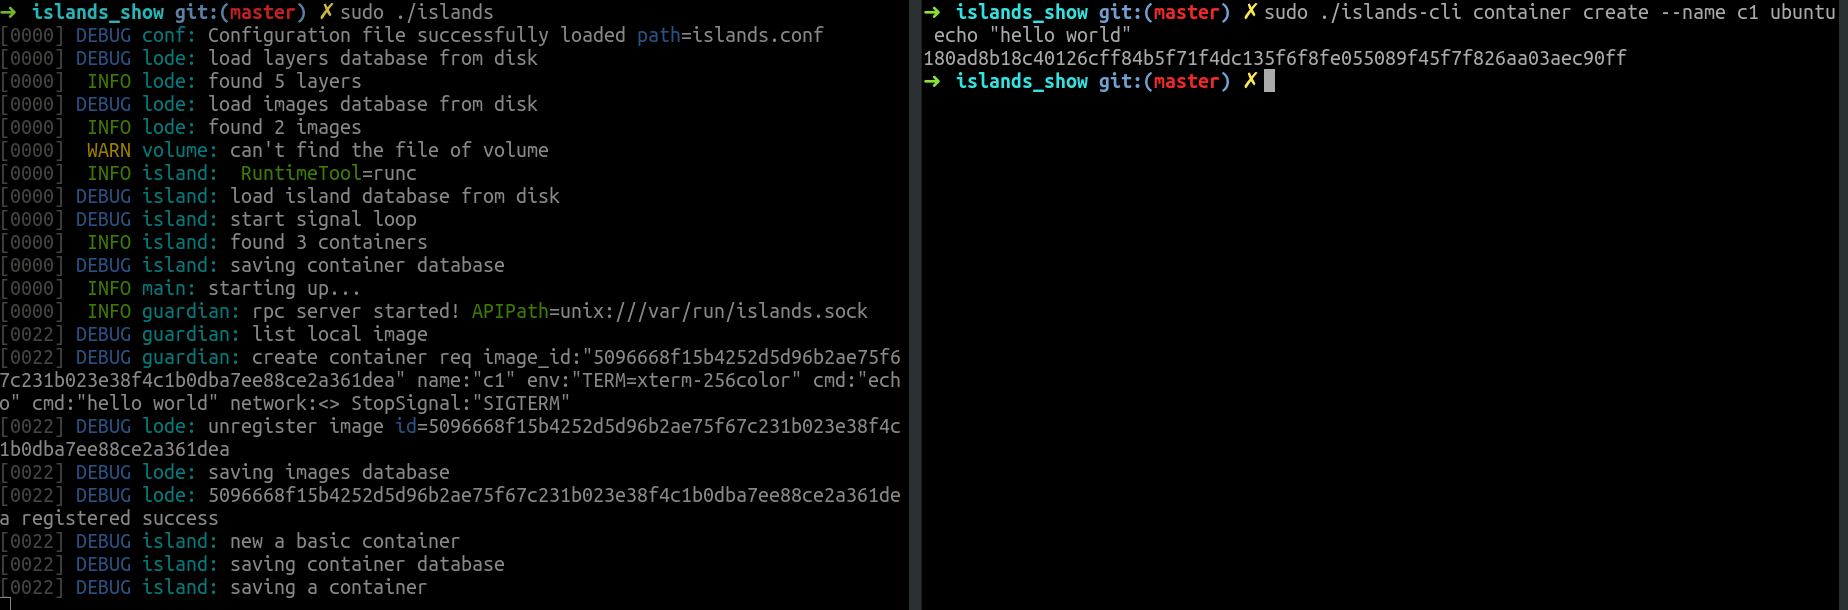 ➜  islands_show git:(master) ✗ sudo ./islands
[0000] DEBUG conf: Configuration file successfully loaded path=islands.conf
[0000] DEBUG lode: load layers database from disk
[0000]  INFO lode: found 5 layers
[0000] DEBUG lode: load images database from disk
[0000]  INFO lode: found 2 images
[0000]  WARN volume: can't find the file of volume
[0000]  INFO island:  RuntimeTool=runc
[0000] DEBUG island: load island database from disk
[0000] DEBUG island: start signal loop
[0000]  INFO island: found 3 containers
[0000] DEBUG island: saving container database
[0000]  INFO main: starting up...
[0000]  INFO guardian: rpc server started! APIPath=unix:///var/run/islands.sock
[0022] DEBUG guardian: list local image
[0022] DEBUG guardian: create container req image_id:"5096668f15b4252d5d96b2ae75f6
7c231b023e38f4c1b0dba7ee88ce2a361dea" name:"c1" env:"TERM=xterm-256color" cmd:"ech
o" cmd:"hello world" network:<> StopSignal:"SIGTERM"
[0022] DEBUG lode: unregister image id=5096668f15b4252d5d96b2ae75f67c231b023e38f4c
1b0dba7ee88ce2a361dea
[0022] DEBUG lode: saving images database
[0022] DEBUG lode: 5096668f15b4252d5d96b2ae75f67c231b023e38f4c1b0dba7ee88ce2a361de
a registered success
[0022] DEBUG island: new a basic container
[0022] DEBUG island: saving container database
[0022] DEBUG island: saving a container
➜  islands_show git:(master) ✗ sudo ./islands-cli container create --name c1 ubuntu
 echo "hello world"
180ad8b18c40126cff84b5f71f4dc135f6f8fe055089f45f7f826aa03aec90ff
➜  islands_show git:(master) ✗